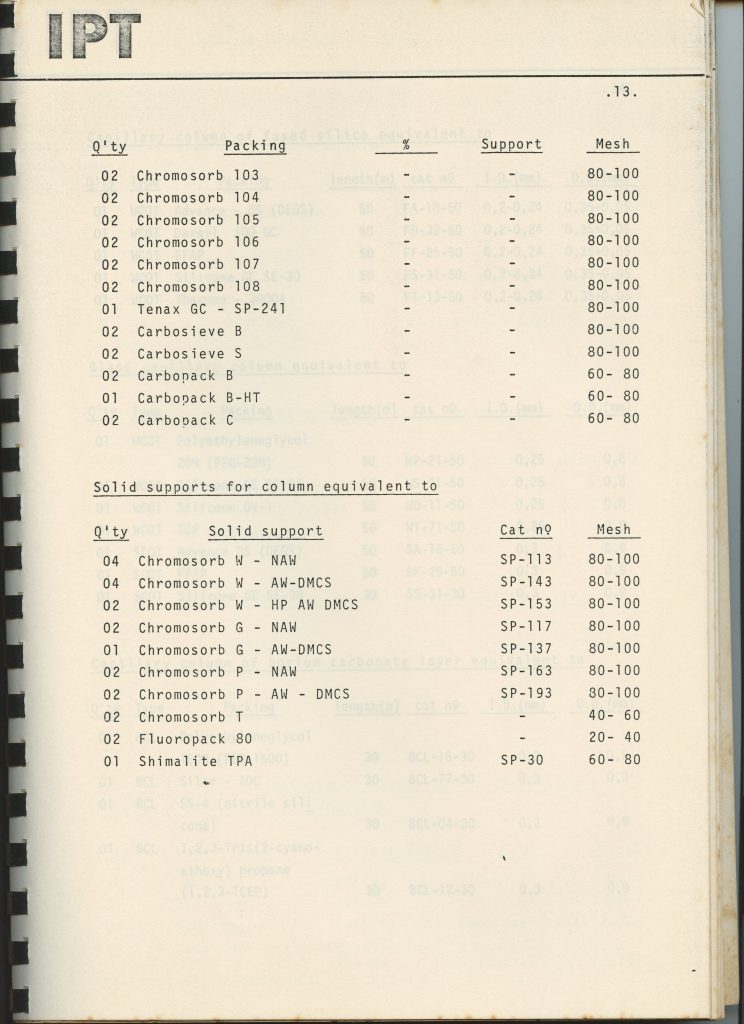 IPT
.13.
Q'ty Packing % Support Mesh
02 Chromosorb 103 - - 80-100
02 Chromosorb 104 - - 80-100
02 Chromosorb 105 - - 80-100
02 Chromosorb 106 - - 80-100
02 Chromosorb 107 - - 80-100
02 Chromosorb 108 - - 80-100
01 Tenax GC - SP-241 - - 80-100
02 Carbosieve B - - 80-100
02 Carbosieve S - - 80-100
02 Carbopack B - - 60- 80
01 Carbopack B-HT - - 60- 80
02 Carbopack C - - 60- 80
Solid supports for column equivalent to
Q'ty Solid support Cat nº Mesh
04 Chromosorb W - NAW SP-113 80-100
04 Chromosorb W - AW-DMCS SP-143 80-100
02 Chromosorb W - HP AW DMCS SP-153 80-100
02 Chromosorb G - NAW SP-117 80-100
01 Chromosorb G - AW-DMCS SP-137 80-100
02 Chromosorb P - NAW SP-163 80-100
02 Chromosorb P - AW - DMCS SP-193 80-100
02 Chromosorb T - 40- 60
02 Fluoropack 80 - 20- 40
01 Shimalite TPA SP-30 60- 80